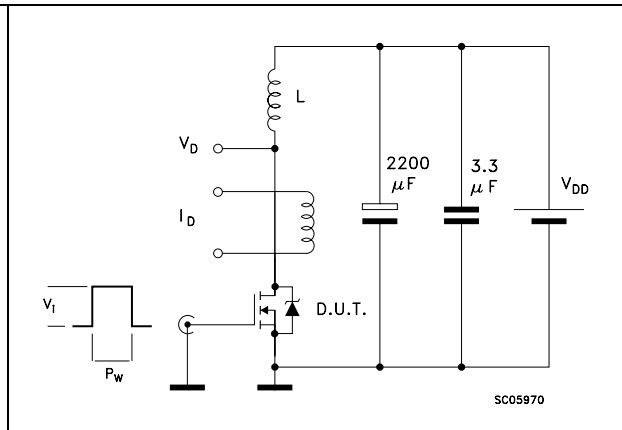 L
V_D
2200 μF
3.3 μF
V_DD
I_D
V_i
D.U.T.
P_W
SC05970